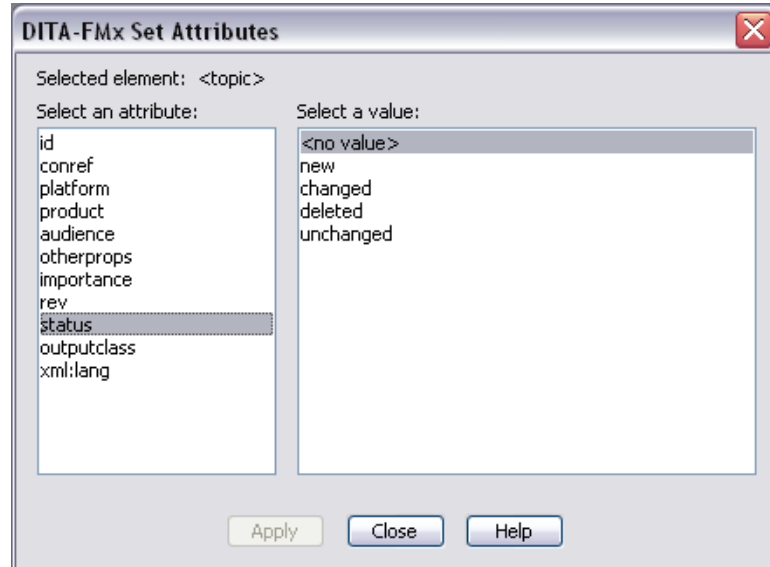 DITA-FMx Set Attributes
Selected element: <topic>
Select an attribute:
id
conref
platform
product
audience
otherprops
importance
rev
status
outputclass
xml:lang
Select a value:
<no value>
new
changed
deleted
unchanged
Apply Close Help